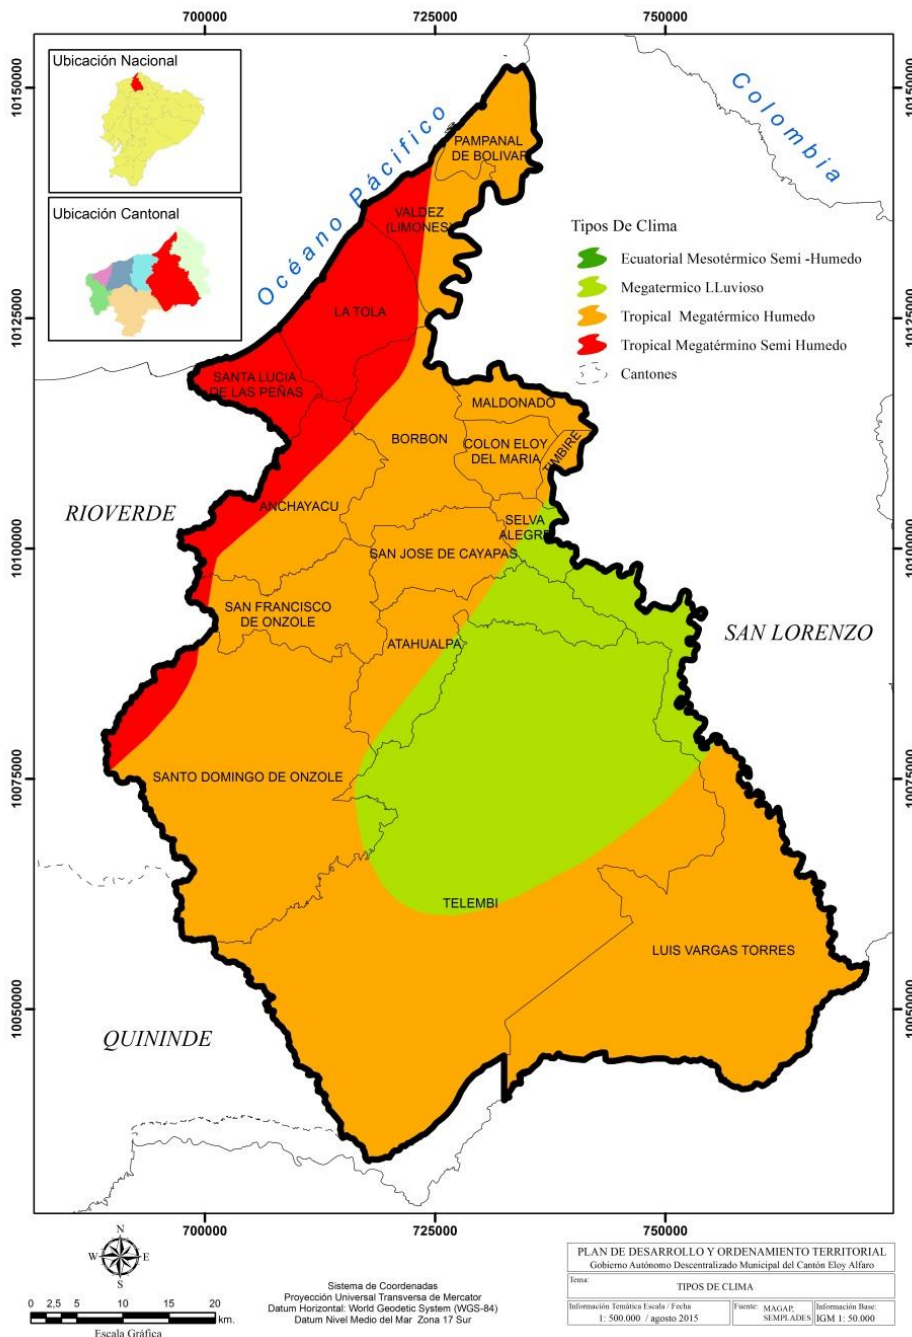 700000
725000
750000
Ubicación Nacional
Ubicación Cantonal
Océano Pácifico
Colombia
PAMPANAL
DE BOLIVAR
VALDEZ
(LIMONES)
LA TOLA
SANTA LUCIA
DE LAS PEÑAS
MALDONADO
BORBON
COLON ELOY
DEL MARIA
TIMBIRE
ANCHAYACU
SELVA
ALEGRE
SAN JOSE DE CAYAPAS
SAN FRANCISCO
DE ONZOLE
ATAHUALPA
SANTO DOMINGO DE ONZOLE
TELEMBI
LUIS VARGAS TORRES
RIOVERDE
SAN LORENZO
QUININDE
Tipos De Clima
Ecuatorial Mesotérmico Semi -Humedo
Megatermico LLuvioso
Tropical Megatérmico Humedo
Tropical Megatérmino Semi Humedo
Cantones
10150000
10125000
10100000
10075000
10050000
10150000
10125000
10100000
10075000
10050000
700000
725000
750000
N
W E
S
0 2,5 5 10 15 20
km.
Escala Gráfica
Sistema de Coordenadas
Proyección Universal Transversa de Mercator
Datum Horizontal: World Geodetic System (WGS-84)
Datum Nivel Medio del Mar Zona 17 Sur
PLAN DE DESARROLLO Y ORDENAMIENTO TERRITORIAL
Gobierno Autónomo Descentralizado Municipal del Cantón Eloy Alfaro
Tema:
TIPOS DE CLIMA
Información Temática Escala / Fecha
1: 500.000 / agosto 2015
Fuente: MAGAP,
SEMPLADES
Información Base:
IGM 1: 50.000